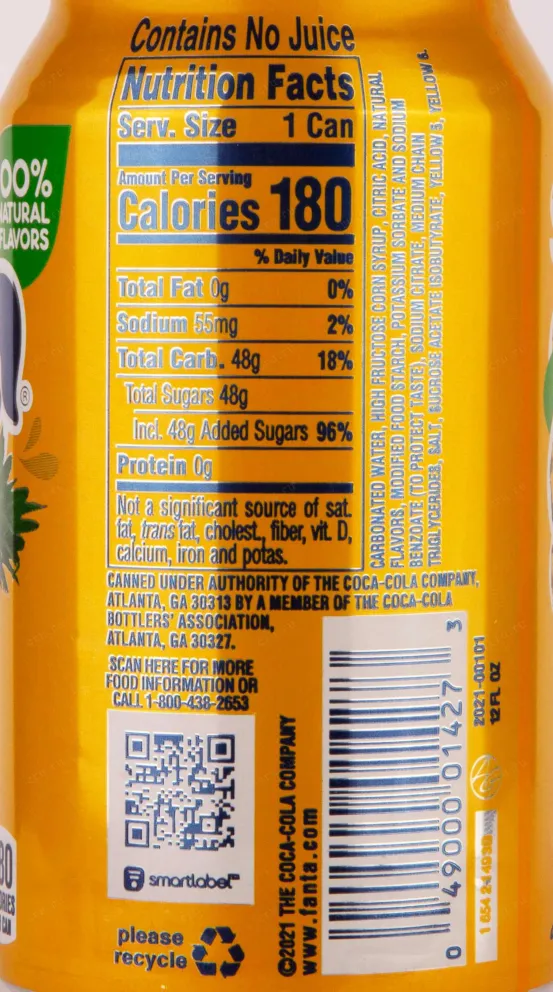 Contains No Juice
Nutrition Facts
Serv. Size 1 Can
Amount Per Serving
Calories 180
% Daily Value
Total Fat 0g 0%
Sodium 55mg 2%
Total Carb. 48g 18%
Total Sugars 48g
Incl. 48g Added Sugars 96%
Protein 0g
Not a significant source of sat.
fat, trans fat, cholest., fiber, vit. D,
calcium, iron and potas.
CARBONATED WATER, HIGH FRUCTOSE CORN SYRUP, CITRIC ACID, NATURAL
FLAVORS, MODIFIED FOOD STARCH, POTASSIUM SORBATE AND SODIUM
BENZOATE (TO PROTECT TASTE), SODIUM CITRATE, MEDIUM CHAIN
TRIGLYCERIDES, SALT, SUCROSE ACETATE ISOBUTYRATE, YELLOW 5, YELLOW 6.
CANNED UNDER AUTHORITY OF THE COCA-COLA COMPANY,
ATLANTA, GA 30313 BY A MEMBER OF THE COCA-COLA
BOTTLERS' ASSOCIATION,
ATLANTA, GA 30327.
SCAN HERE FOR MORE
FOOD INFORMATION OR
CALL 1-800-438-2653
smartlabel™
please
recycle
©2021 THE COCA-COLA COMPANY
www.fanta.com
0 49000 01427 3
2021-00101
12 FL OZ
00%
NATURAL
FLAVORS
®